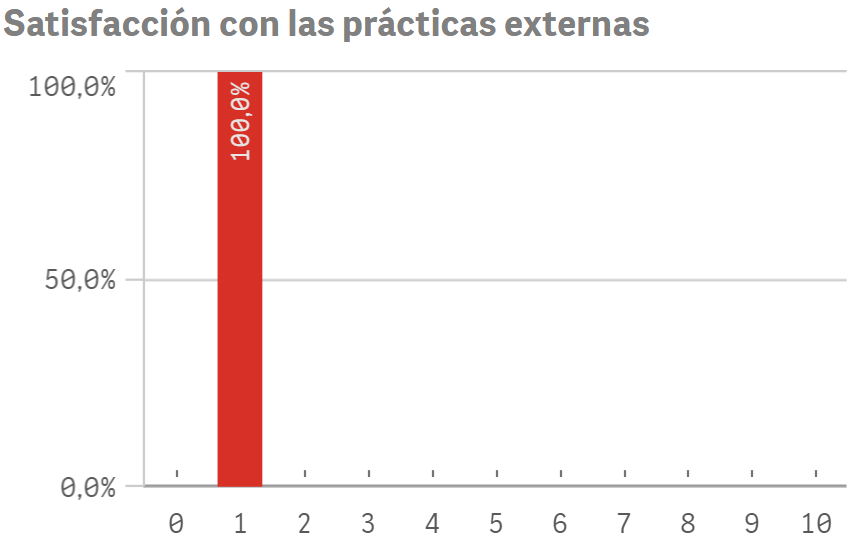 Satisfacción con las prácticas externas
100,0%
100,0%
50,0%
0,0%
0 1 2 3 4 5 6 7 8 9 10